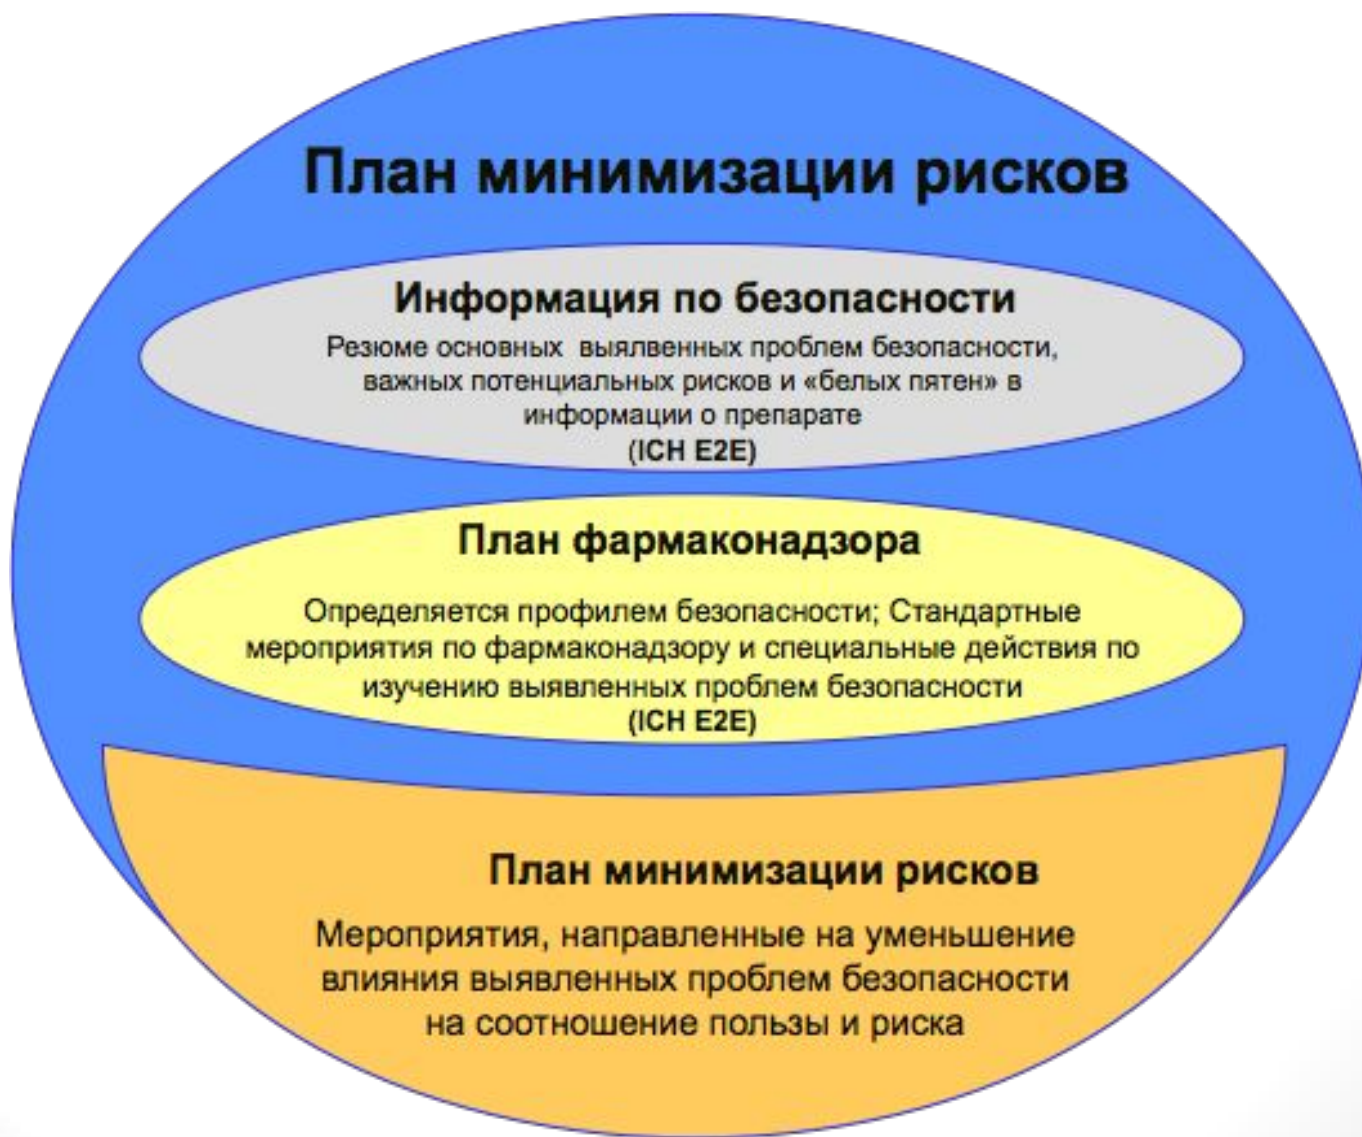 План минимизации рисков
Информация по безопасности
Резюме основных выялвенных проблем безопасности,
важных потенциальных рисков и «белых пятен» в
информации о препарате
(ICH E2E)
План фармаконадзора
Определяется профилем безопасности; Стандартные
мероприятия по фармаконадзору и специальные действия по
изучению выявленных проблем безопасности
(ICH E2E)
План минимизации рисков
Мероприятия, направленные на уменьшение
влияния выявленных проблем безопасности
на соотношение пользы и риска